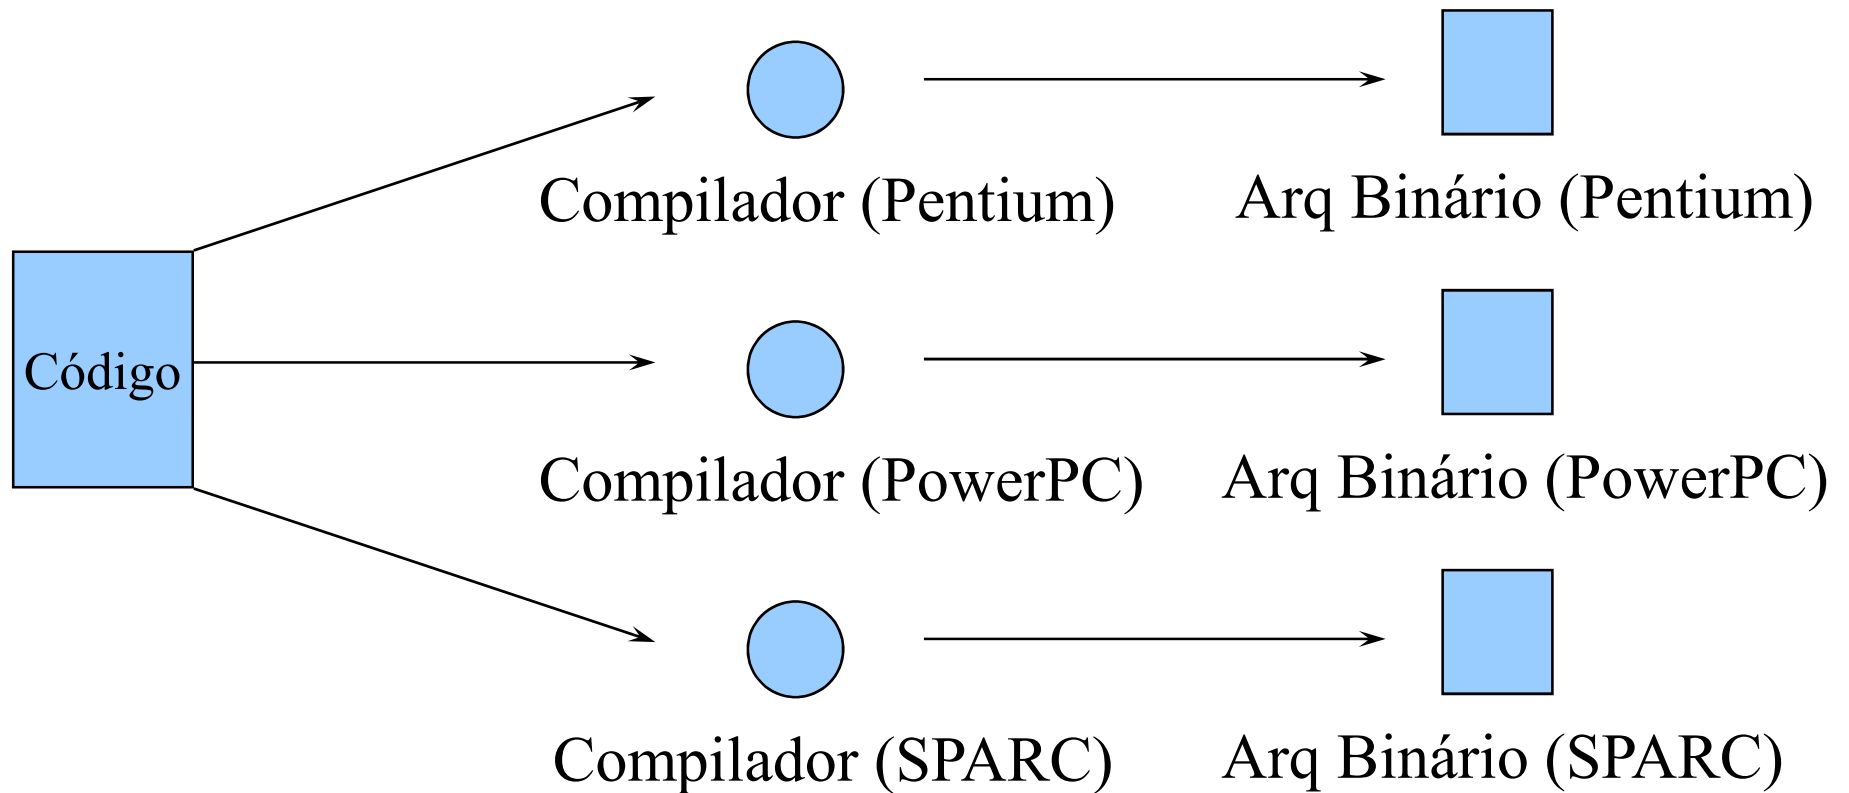 Compilador (Pentium)
Arq Binário (Pentium)
Código
Compilador (PowerPC)
Arq Binário (PowerPC)
Compilador (SPARC)
Arq Binário (SPARC)